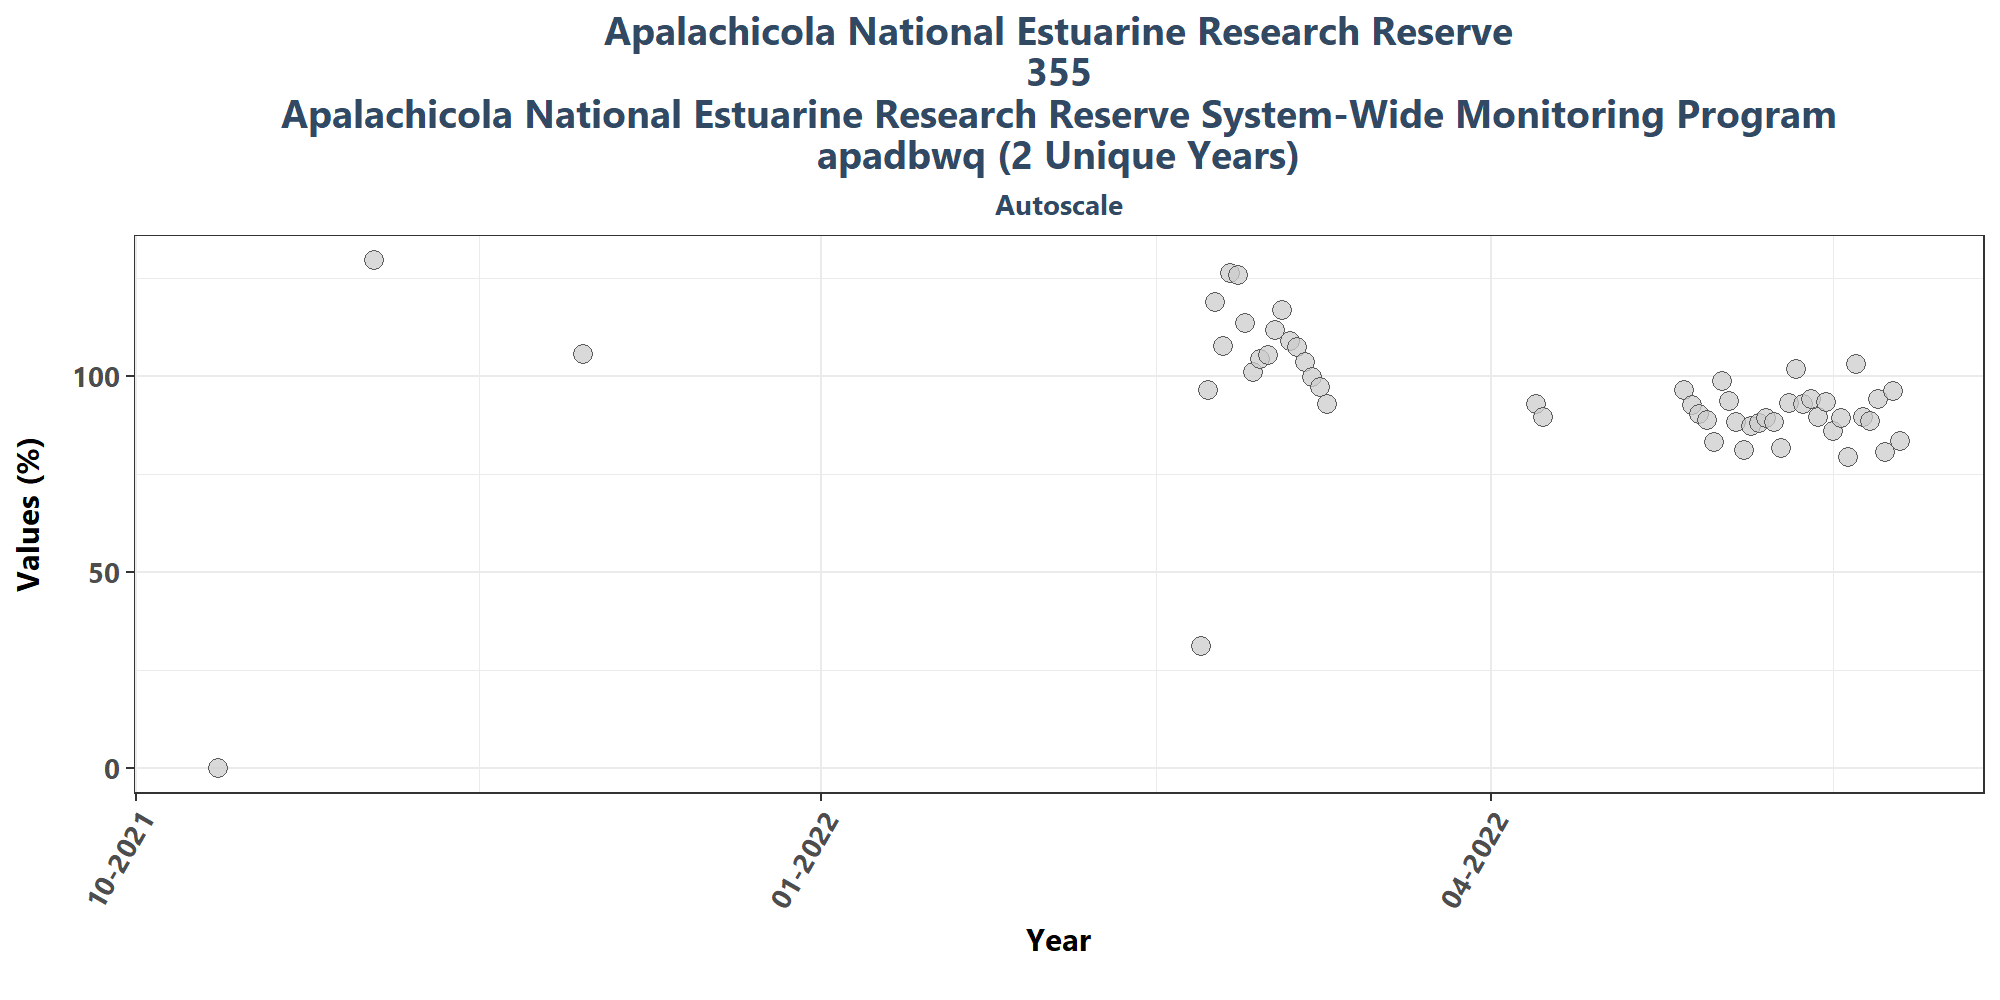 Apalachicola National Estuarine Research Reserve
355
Apalachicola National Estuarine Research Reserve System-Wide Monitoring Program
apadbwq (2 Unique Years)
Autoscale
Values (%)
100
50
0
10-2021
01-2022
04-2022
Year